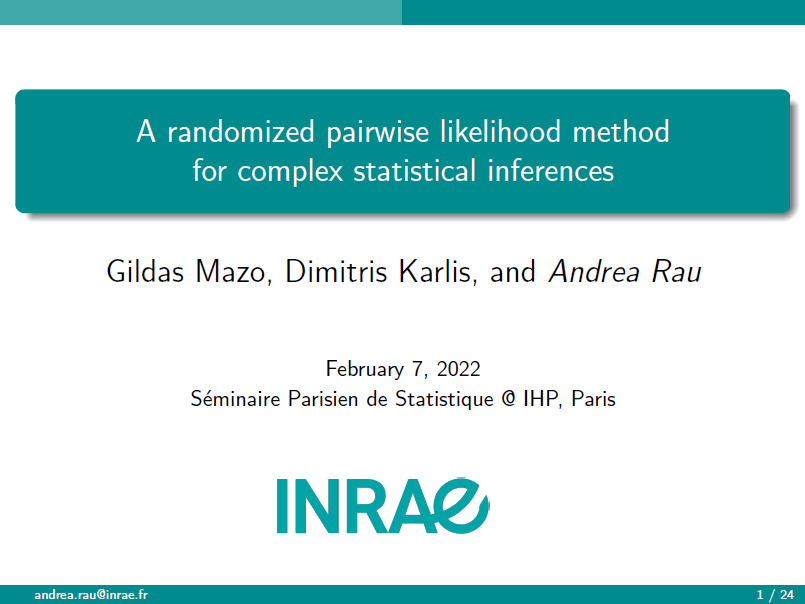 A randomized pairwise likelihood method
for complex statistical inferences
Gildas Mazo, Dimitris Karlis, and Andrea Rau
February 7, 2022
Séminaire Parisien de Statistique @ IHP, Paris
INRAE
andrea.rau@inrae.fr
1 / 24